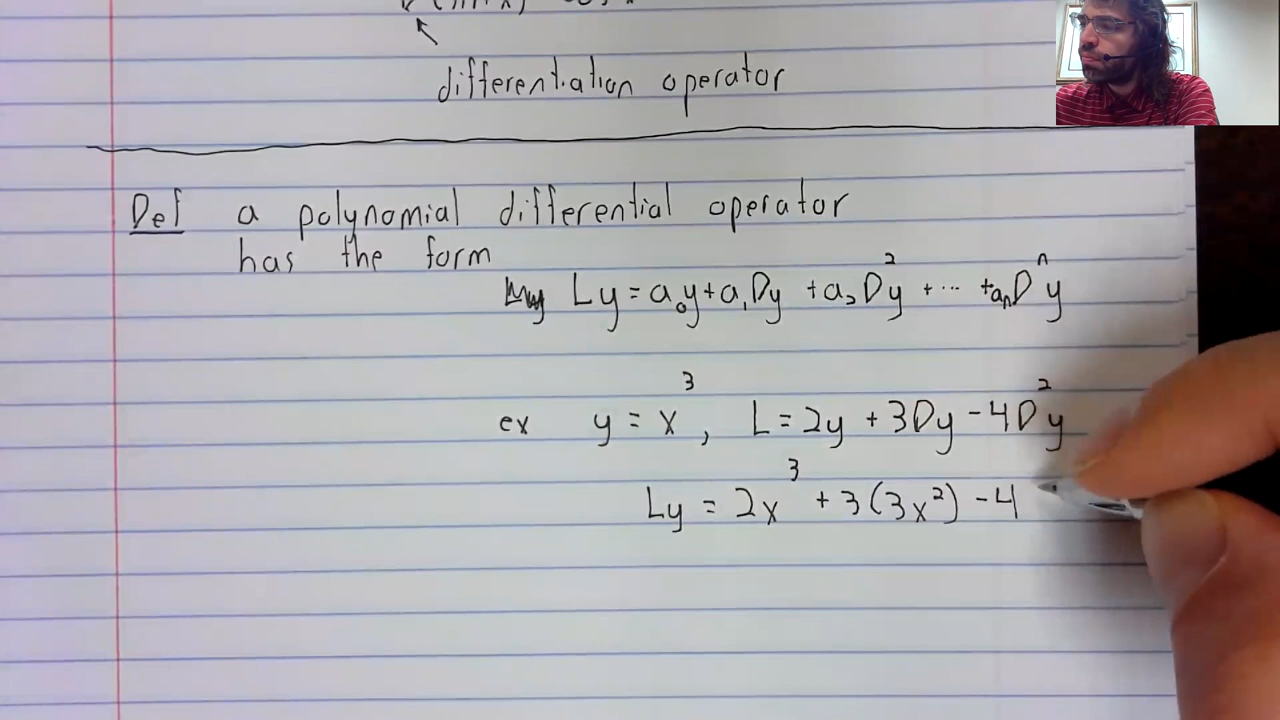 differentiation operator
Def a polynomial differential operator
has the form
Ly = a₀y + a₁Dy + a₂D²y + ... + aₙDⁿy
ex y = x³, L = 2y + 3Dy - 4D²y
Ly = 2x³ + 3(3x²) - 4